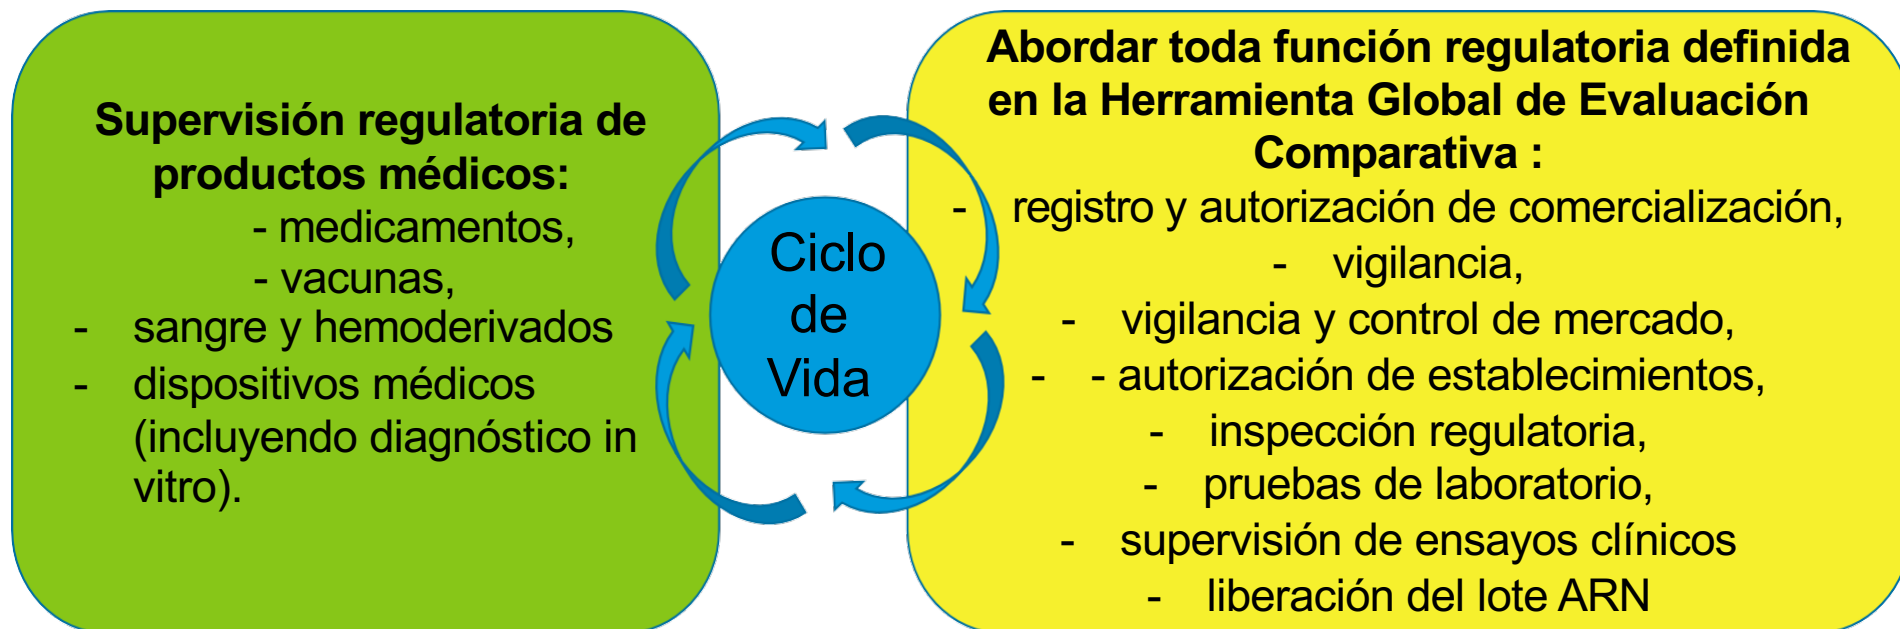 Supervisión regulatoria de
productos médicos:
- medicamentos,
- vacunas,
- sangre y hemoderivados
- dispositivos médicos
(incluyendo diagnóstico in
vitro).
Ciclo
de
Vida
Abordar toda función regulatoria definida
en la Herramienta Global de Evaluación
Comparativa :
- registro y autorización de comercialización,
- vigilancia,
- vigilancia y control de mercado,
- - autorización de establecimientos,
- inspección regulatoria,
- pruebas de laboratorio,
- supervisión de ensayos clínicos
- liberación del lote ARN